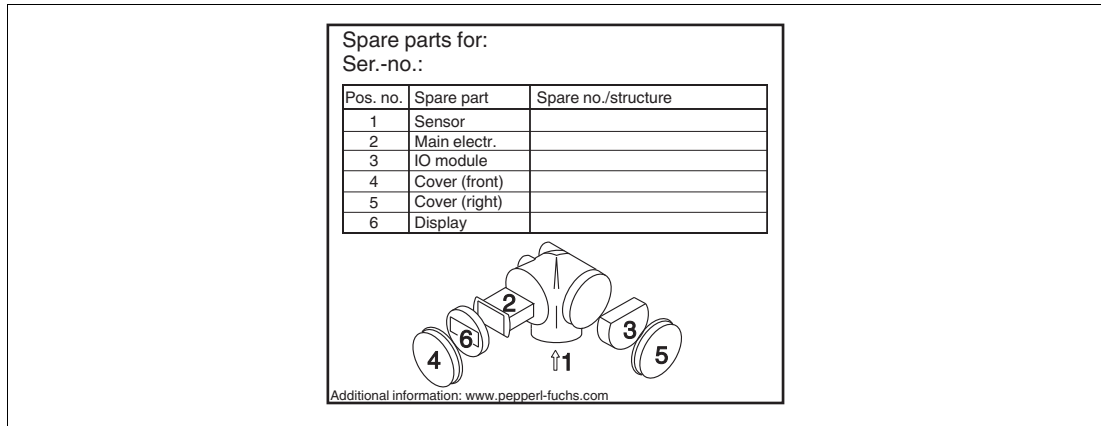 Spare parts for:
Ser.-no.:
Pos. no. Spare part Spare no./structure
1 Sensor
2 Main electr.
3 IO module
4 Cover (front)
5 Cover (right)
6 Display
2
6
3
4
1
5
Additional information: www.pepperl-fuchs.com